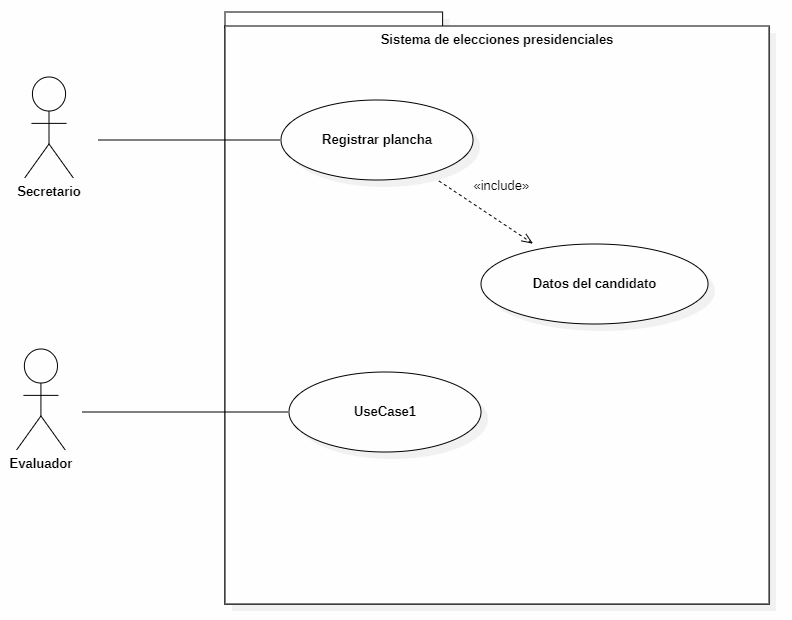 Sistema de elecciones presidenciales
Registrar plancha
Secretario
«include»
Datos del candidato
UseCase1
Evaluador